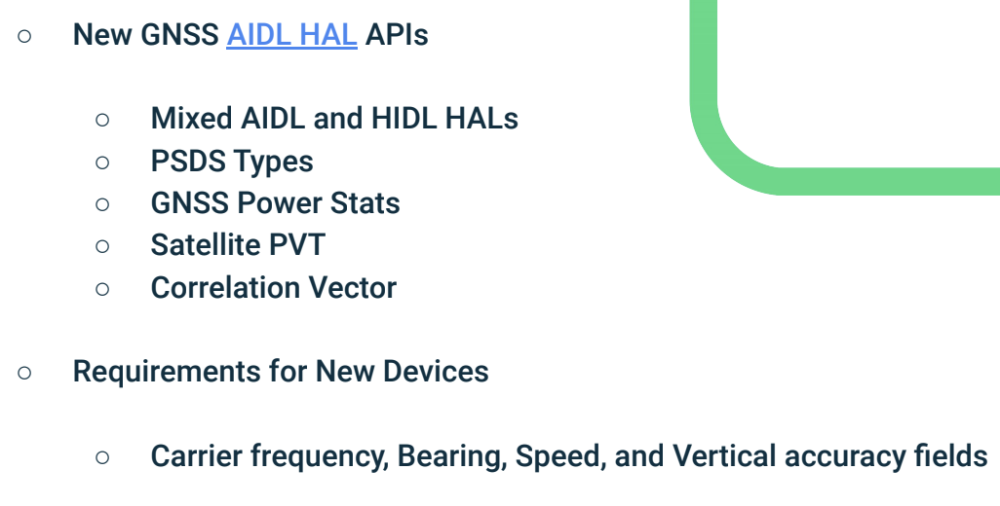 ○ New GNSS AIDL HAL APIs
○ Mixed AIDL and HIDL HALs
○ PSDS Types
○ GNSS Power Stats
○ Satellite PVT
○ Correlation Vector
○ Requirements for New Devices
○ Carrier frequency, Bearing, Speed, and Vertical accuracy fields